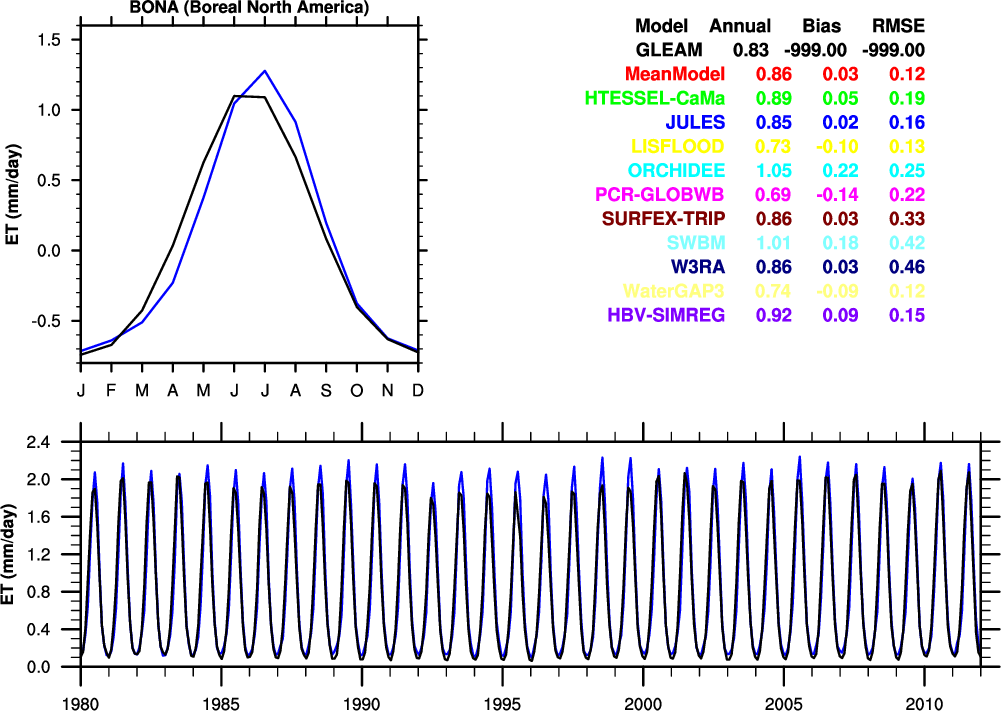 BONA (Boreal North America)
1.5
1.0
0.5
0.0
-0.5
ET (mm/day)
J F M A M J J A S O N D
Model Annual Bias RMSE
GLEAM 0.83 -999.00 -999.00
MeanModel 0.86 0.03 0.12
HTESSEL-CaMa 0.89 0.05 0.19
JULES 0.85 0.02 0.16
LISFLOOD 0.73 -0.10 0.13
ORCHIDEE 1.05 0.22 0.25
PCR-GLOBWB 0.69 -0.14 0.22
SURFEX-TRIP 0.86 0.03 0.33
SWBM 1.01 0.18 0.42
W3RA 0.86 0.03 0.46
WaterGAP3 0.74 -0.09 0.12
HBV-SIMREG 0.92 0.09 0.15
2.4
2.0
1.6
1.2
0.8
0.4
0.0
ET (mm/day)
1980 1985 1990 1995 2000 2005 2010